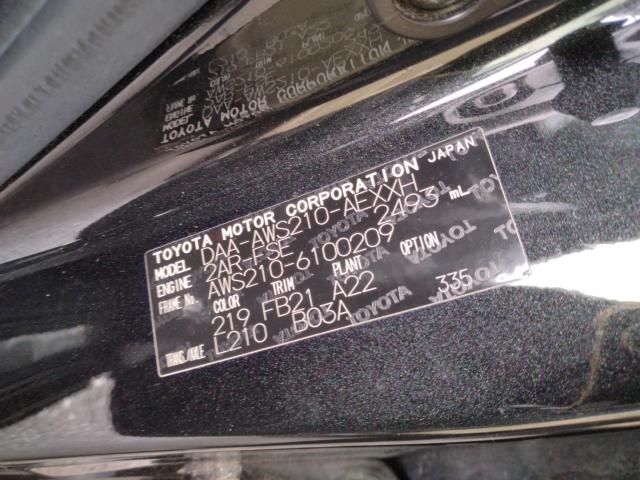 TOYOTA MOTOR CORPORATION JAPAN
MODEL DAA-AWS210-AEXXH
ENGINE 2AR-FSE 2493 mL
FRAME No. AWS210-6100209
COLOR TRIM PLANT OPTION
219 FB21 A22 335
TRANS./AXLE L210 B03A